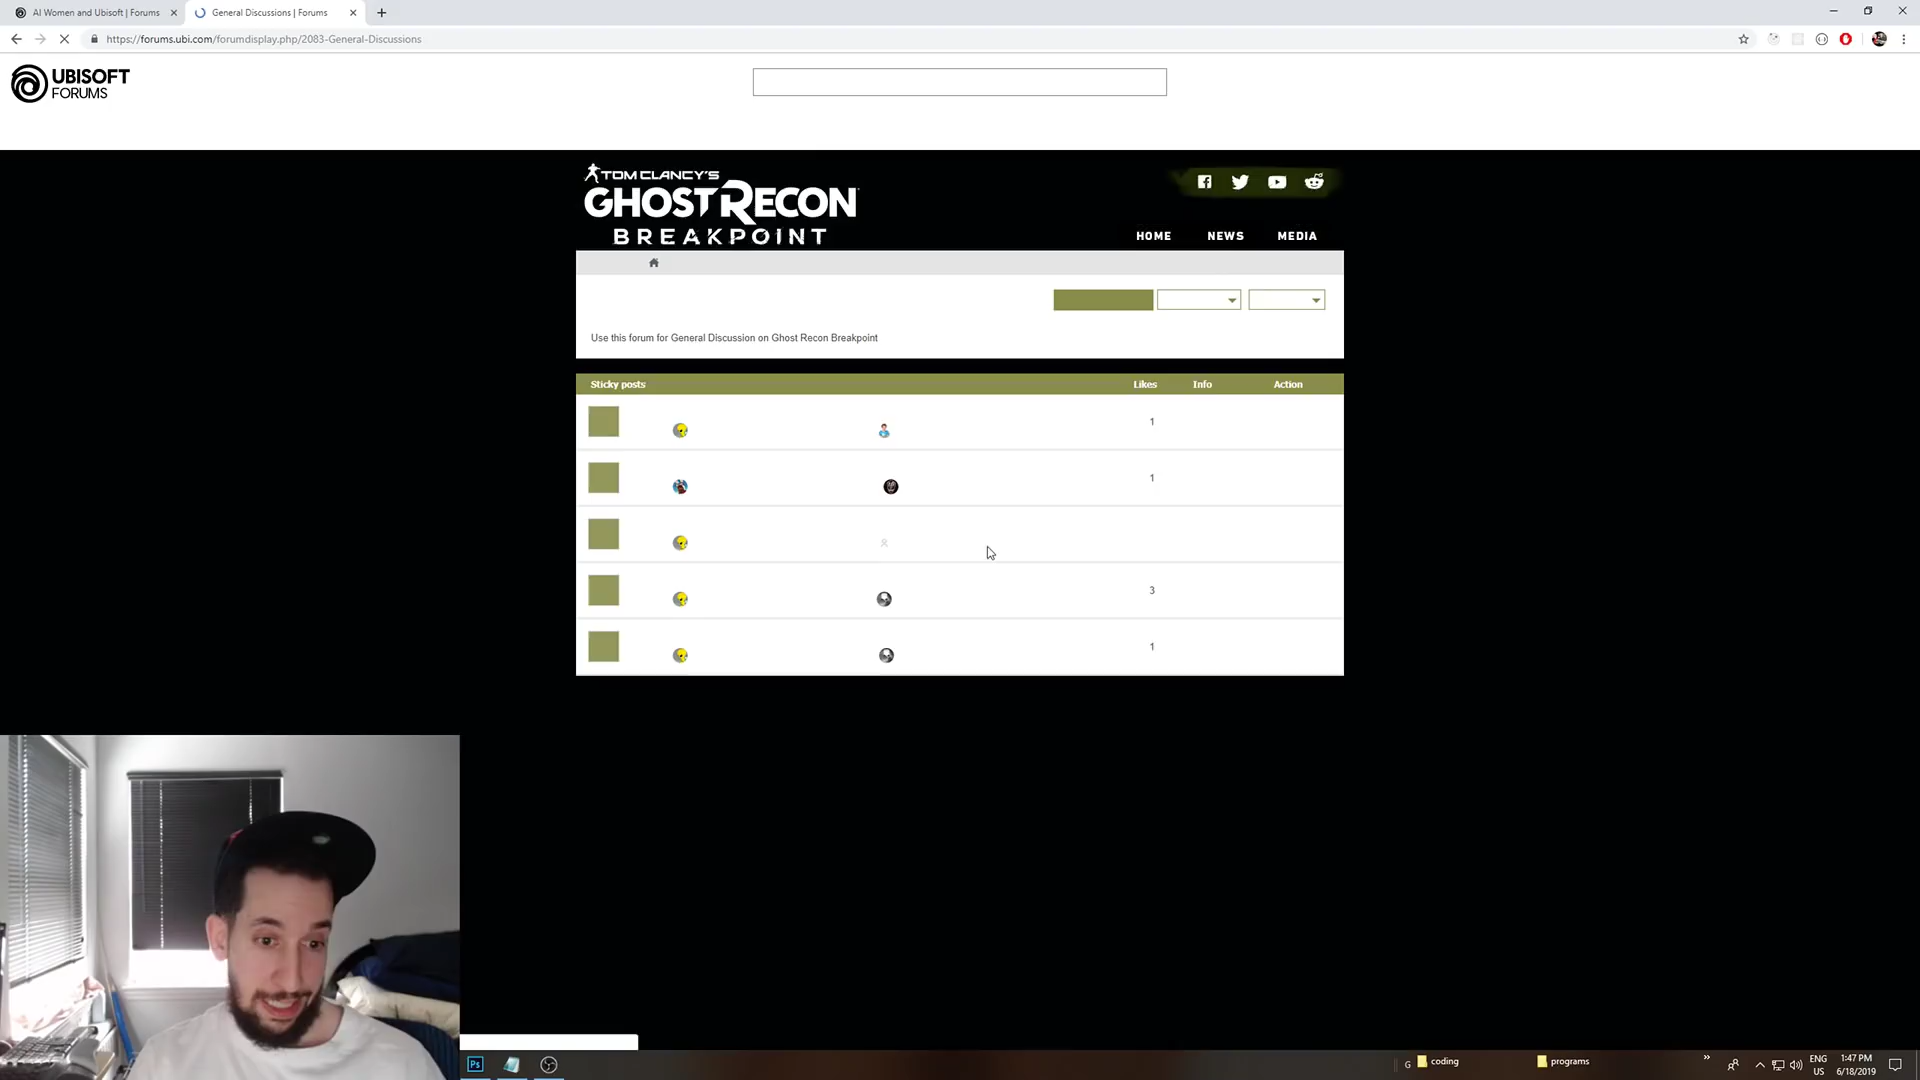 AI Women and Ubisoft | Forums
General Discussions | Forums
https://forums.ubi.com/forumdisplay.php/2083-General-Discussions
UBISOFT
FORUMS
TOM CLANCY'S
GHOST RECON
BREAKPOINT
HOME NEWS MEDIA
Use this forum for General Discussion on Ghost Recon Breakpoint
Sticky posts Likes Info Action
1
1
3
1
Ps
G coding programs
ENG
US
1:47 PM
6/18/2019